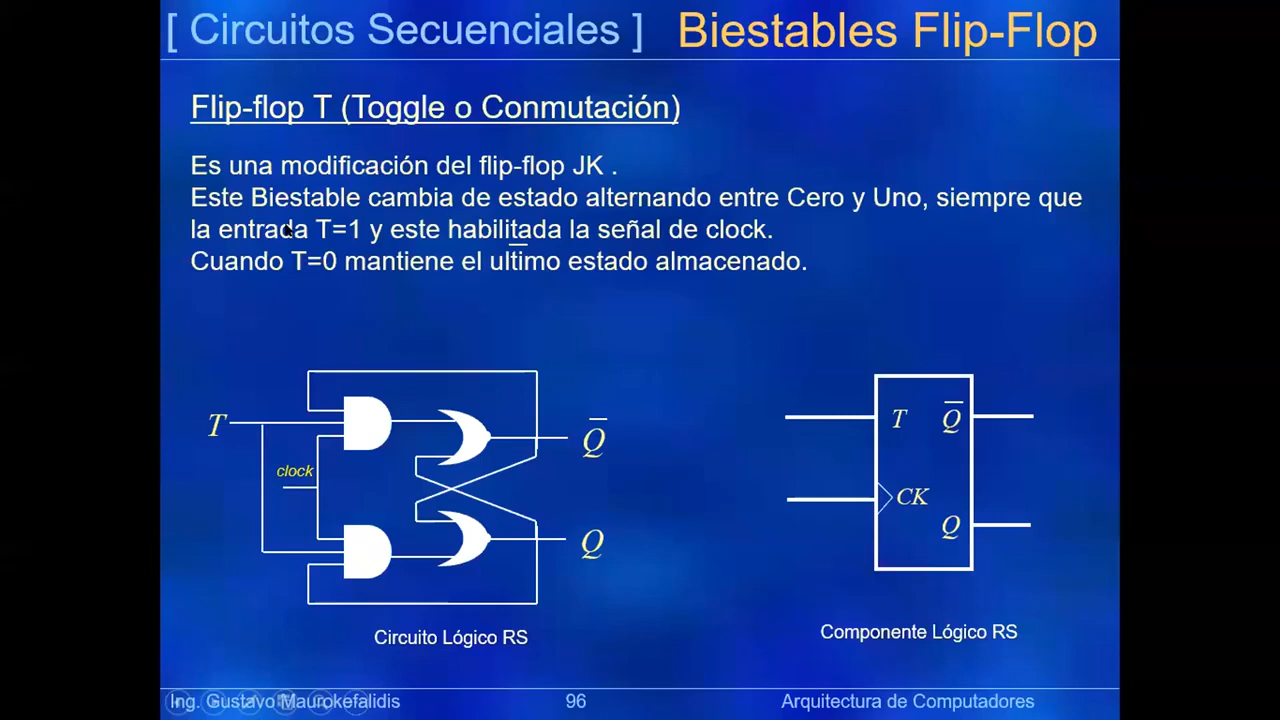 [ Circuitos Secuenciales ] Biestables Flip-Flop
Flip-flop T (Toggle o Conmutación)
Es una modificación del flip-flop JK .
Este Biestable cambia de estado alternando entre Cero y Uno, siempre que
la entrada T=1 y este habilitada la señal de clock.
Cuando T=0 mantiene el ultimo estado almacenado.
T
clock
Q̅
Q
Circuito Lógico RS
T Q̅
CK
Q
Componente Lógico RS
Ing. Gustavo Maurokefalidis 96 Arquitectura de Computadores